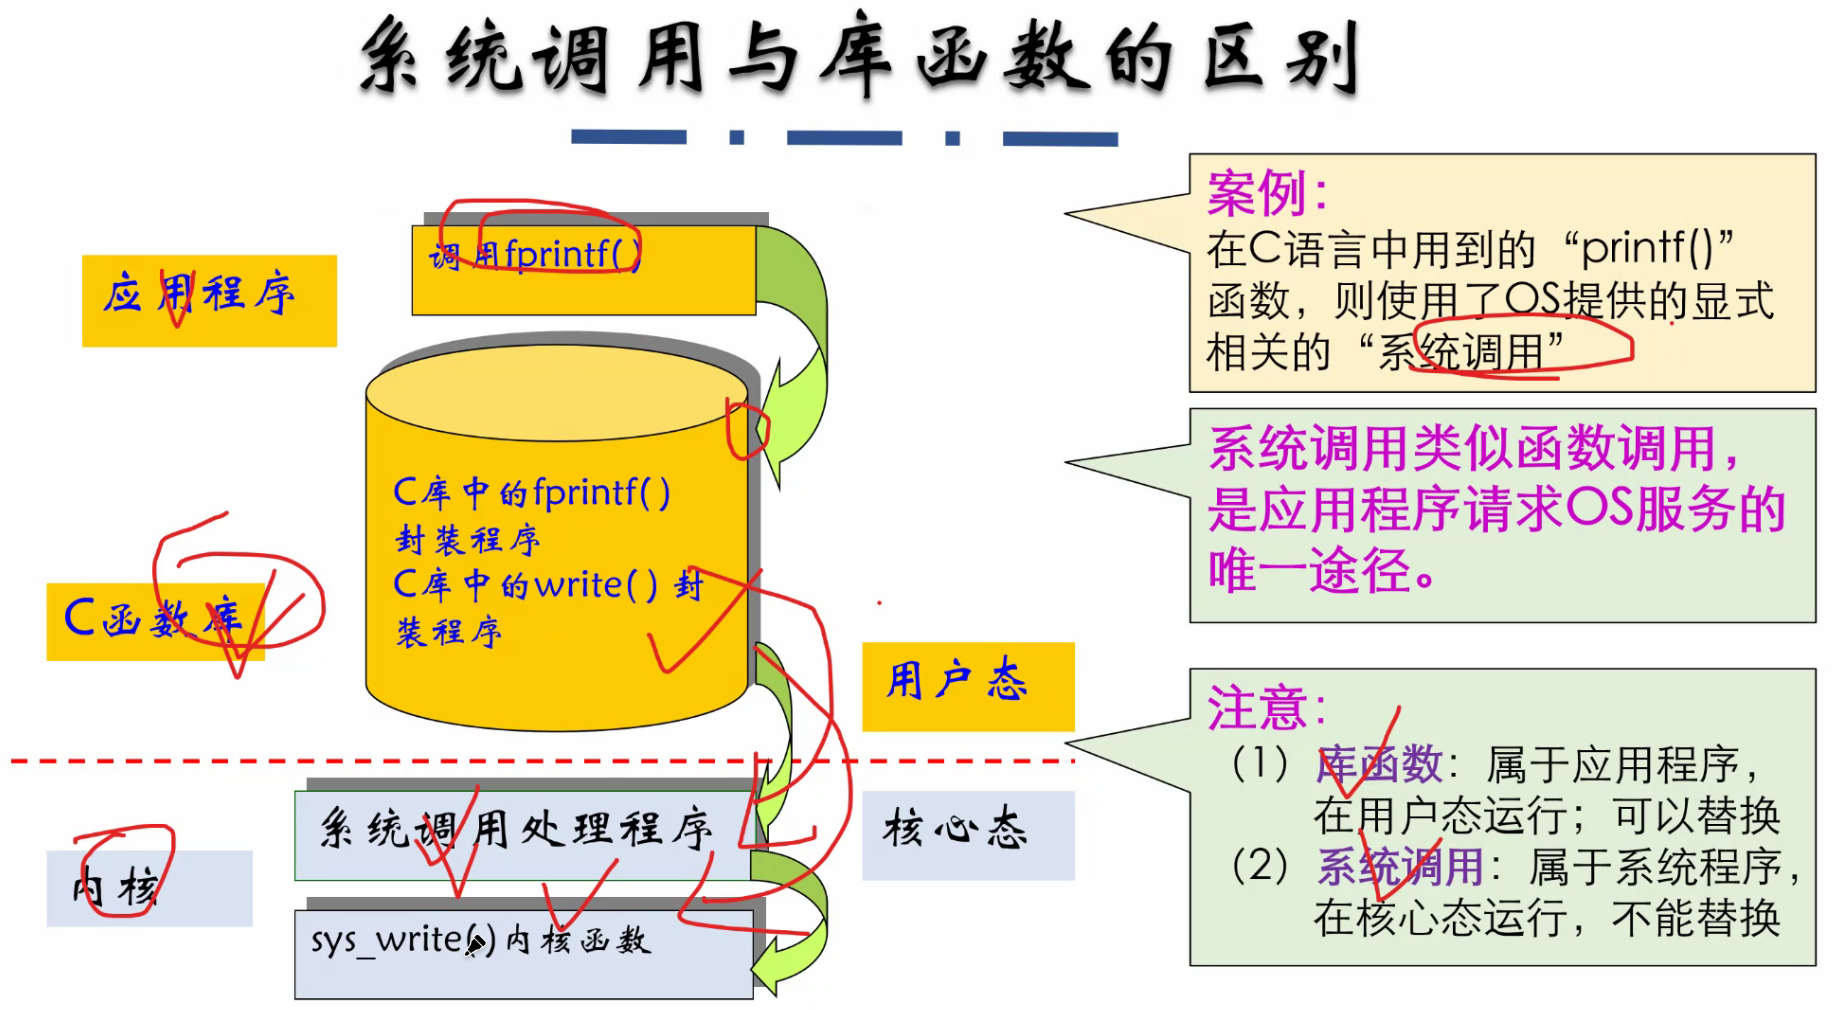 系统调用与库函数的区别
应用程序
调用fprintf()
C函数库
C库中的fprintf()
封装程序
C库中的write() 封
装程序
用户态
核心态
内核
系统调用处理程序
sys_write()内核函数
案例：
在C语言中用到的“printf()”
函数，则使用了OS提供的显式
相关的“系统调用”
系统调用类似函数调用，
是应用程序请求OS服务的
唯一途径。
注意：
（1）库函数：属于应用程序，
在用户态运行；可以替换
（2）系统调用：属于系统程序，
在核心态运行，不能替换